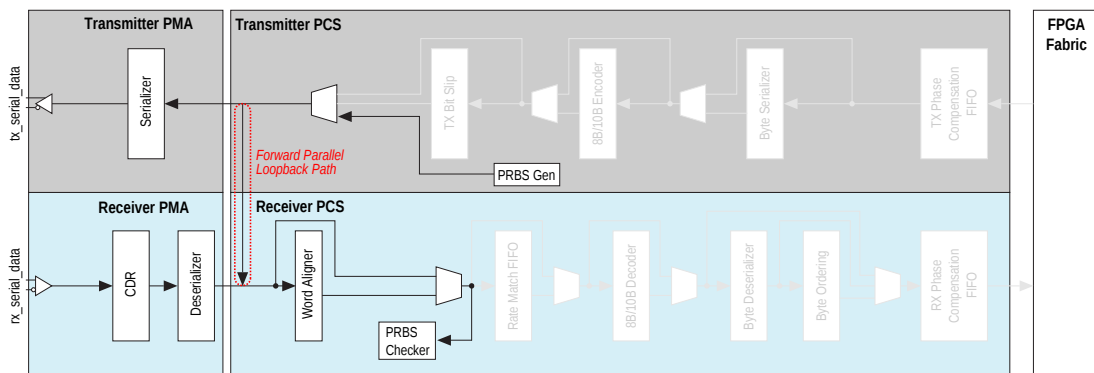 Transmitter PMA
Transmitter PCS
FPGA
Fabric
tx_serial_data
Serializer
TX Bit Slip
8B/10B Encoder
Byte Serializer
TX Phase
Compensation
FIFO
Forward Parallel
Loopback Path
PRBS Gen
Receiver PMA
Receiver PCS
rx_serial_data
CDR
Deserializer
Word Aligner
Rate Match FIFO
8B/10B Decoder
Byte Deserializer
Byte Ordering
RX Phase
Compensation
FIFO
PRBS
Checker